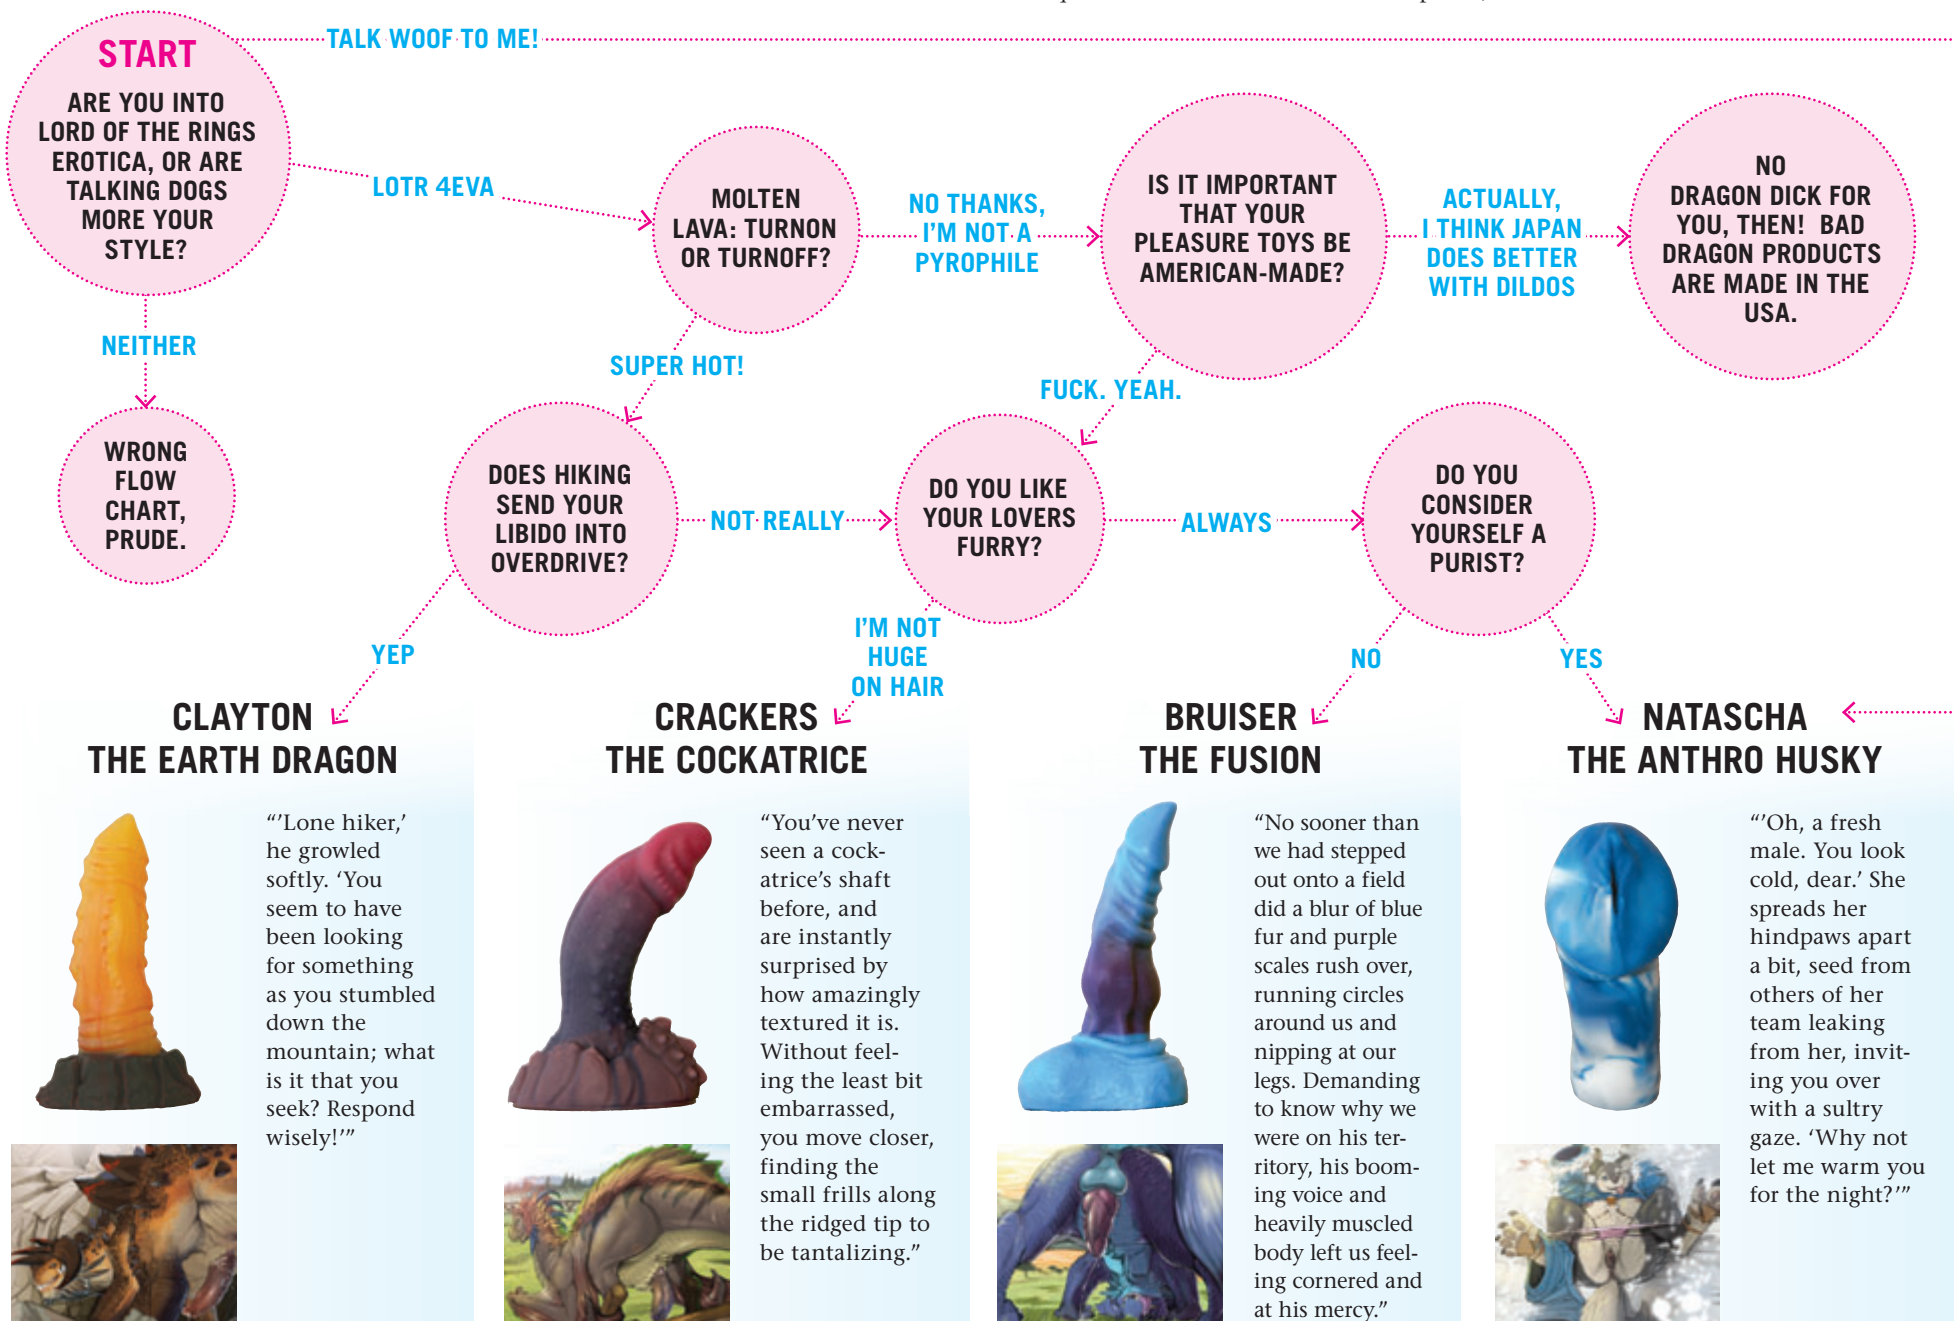 TALK WOOF TO ME!
START
ARE YOU INTO
LORD OF THE RINGS
EROTICA, OR ARE
TALKING DOGS
MORE YOUR
STYLE?
LOTR 4EVA
MOLTEN
LAVA: TURNON
OR TURNOFF?
NO THANKS,
I'M NOT A
PYROPHILE
IS IT IMPORTANT
THAT YOUR
PLEASURE TOYS BE
AMERICAN-MADE?
ACTUALLY,
I THINK JAPAN
DOES BETTER
WITH DILDOS
NO
DRAGON DICK FOR
YOU, THEN! BAD
DRAGON PRODUCTS
ARE MADE IN THE
USA.
NEITHER
SUPER HOT!
FUCK. YEAH.
WRONG
FLOW
CHART,
PRUDE.
DOES HIKING
SEND YOUR
LIBIDO INTO
OVERDRIVE?
NOT REALLY
DO YOU LIKE
YOUR LOVERS
FURRY?
ALWAYS
DO YOU
CONSIDER
YOURSELF A
PURIST?
YEP
I'M NOT
HUGE
ON HAIR
NO
YES
CLAYTON
THE EARTH DRAGON
"'Lone hiker,'
he growled
softly. 'You
seem to have
been looking
for something
as you stumbled
down the
mountain; what
is it that you
seek? Respond
wisely!'"
CRACKERS
THE COCKATRICE
"You've never
seen a cock-
atrice's shaft
before, and
are instantly
surprised by
how amazingly
textured it is.
Without feel-
ing the least bit
embarrassed,
you move closer,
finding the
small frills along
the ridged tip to
be tantalizing."
BRUISER
THE FUSION
"No sooner than
we had stepped
out onto a field
did a blur of blue
fur and purple
scales rush over,
running circles
around us and
nipping at our
legs. Demanding
to know why we
were on his ter-
ritory, his boom-
ing voice and
heavily muscled
body left us feel-
ing cornered and
at his mercy."
NATASCHA
THE ANTHRO HUSKY
"'Oh, a fresh
male. You look
cold, dear.' She
spreads her
hindpaws apart
a bit, seed from
others of her
team leaking
from her, invit-
ing you over
with a sultry
gaze. 'Why not
let me warm you
for the night?'"